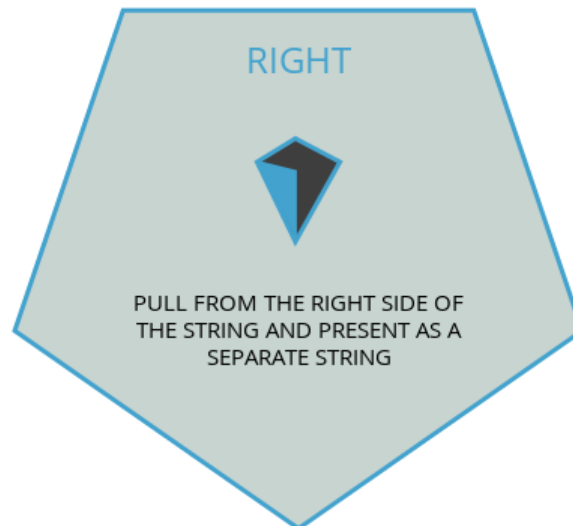 RIGHT
PULL FROM THE RIGHT SIDE OF
THE STRING AND PRESENT AS A
SEPARATE STRING